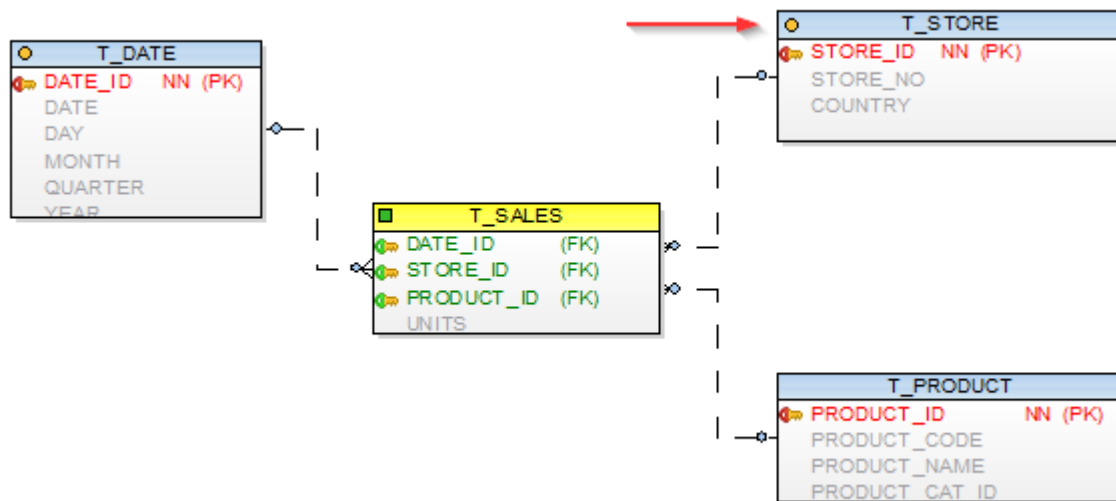 T_DATE
DATE_ID NN (PK)
DATE
DAY
MONTH
QUARTER
YEAR
T_STORE
STORE_ID NN (PK)
STORE_NO
COUNTRY
T_SALES
DATE_ID (FK)
STORE_ID (FK)
PRODUCT_ID (FK)
UNITS
T_PRODUCT
PRODUCT_ID NN (PK)
PRODUCT_CODE
PRODUCT_NAME
PRODUCT_CAT_ID